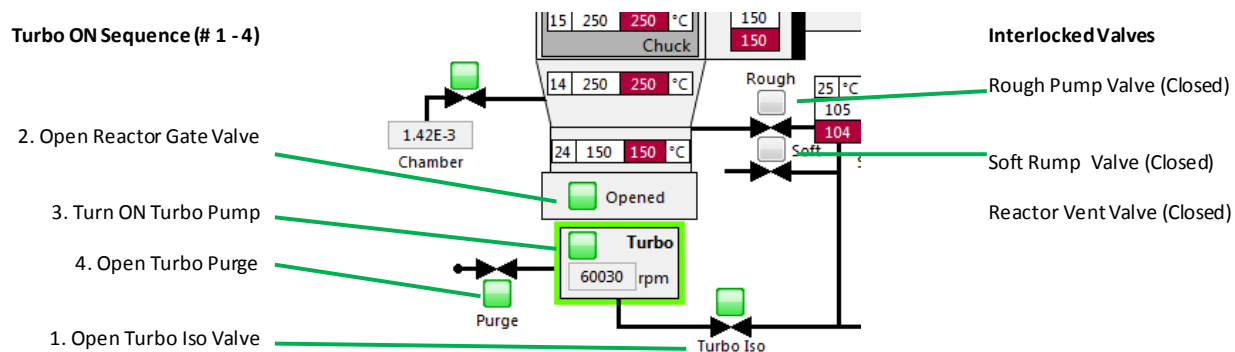 Turbo ON Sequence (# 1 - 4)
15 250 250 °C
Chuck
150
150
Interlocked Valves
14 250 250 °C
Rough
25 °C
105
104
Rough Pump Valve (Closed)
1.42E-3
Chamber
2. Open Reactor Gate Valve
24 150 150 °C
Soft
Soft Rump Valve (Closed)
Opened
3. Turn ON Turbo Pump
Reactor Vent Valve (Closed)
Turbo
60030 rpm
4. Open Turbo Purge
Purge
1. Open Turbo Iso Valve
Turbo Iso